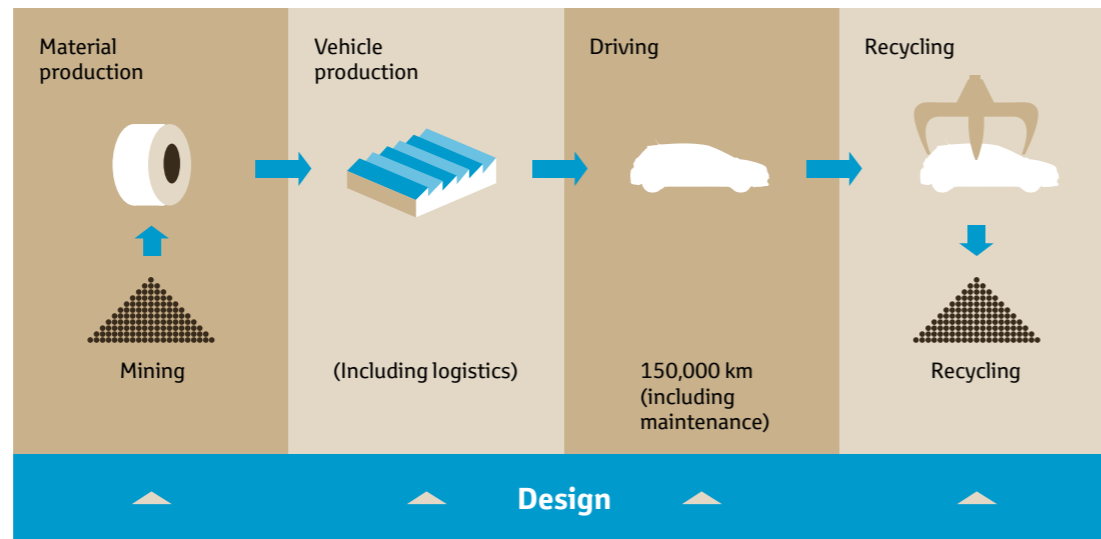 Material
production
Vehicle
production
Driving
Recycling
Mining
(Including logistics)
150,000 km
(including
maintenance)
Recycling
Design